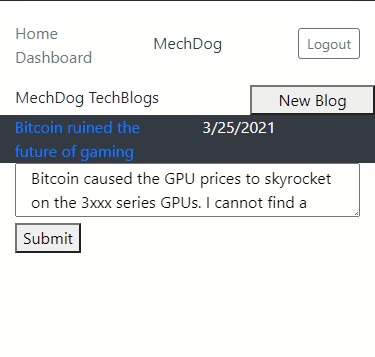 Home
Dashboard
MechDog
Logout
MechDog TechBlogs
New Blog
Bitcoin ruined the
future of gaming
3/25/2021
Bitcoin caused the GPU prices to skyrocket
on the 3xxx series GPUs. I cannot find a
Submit